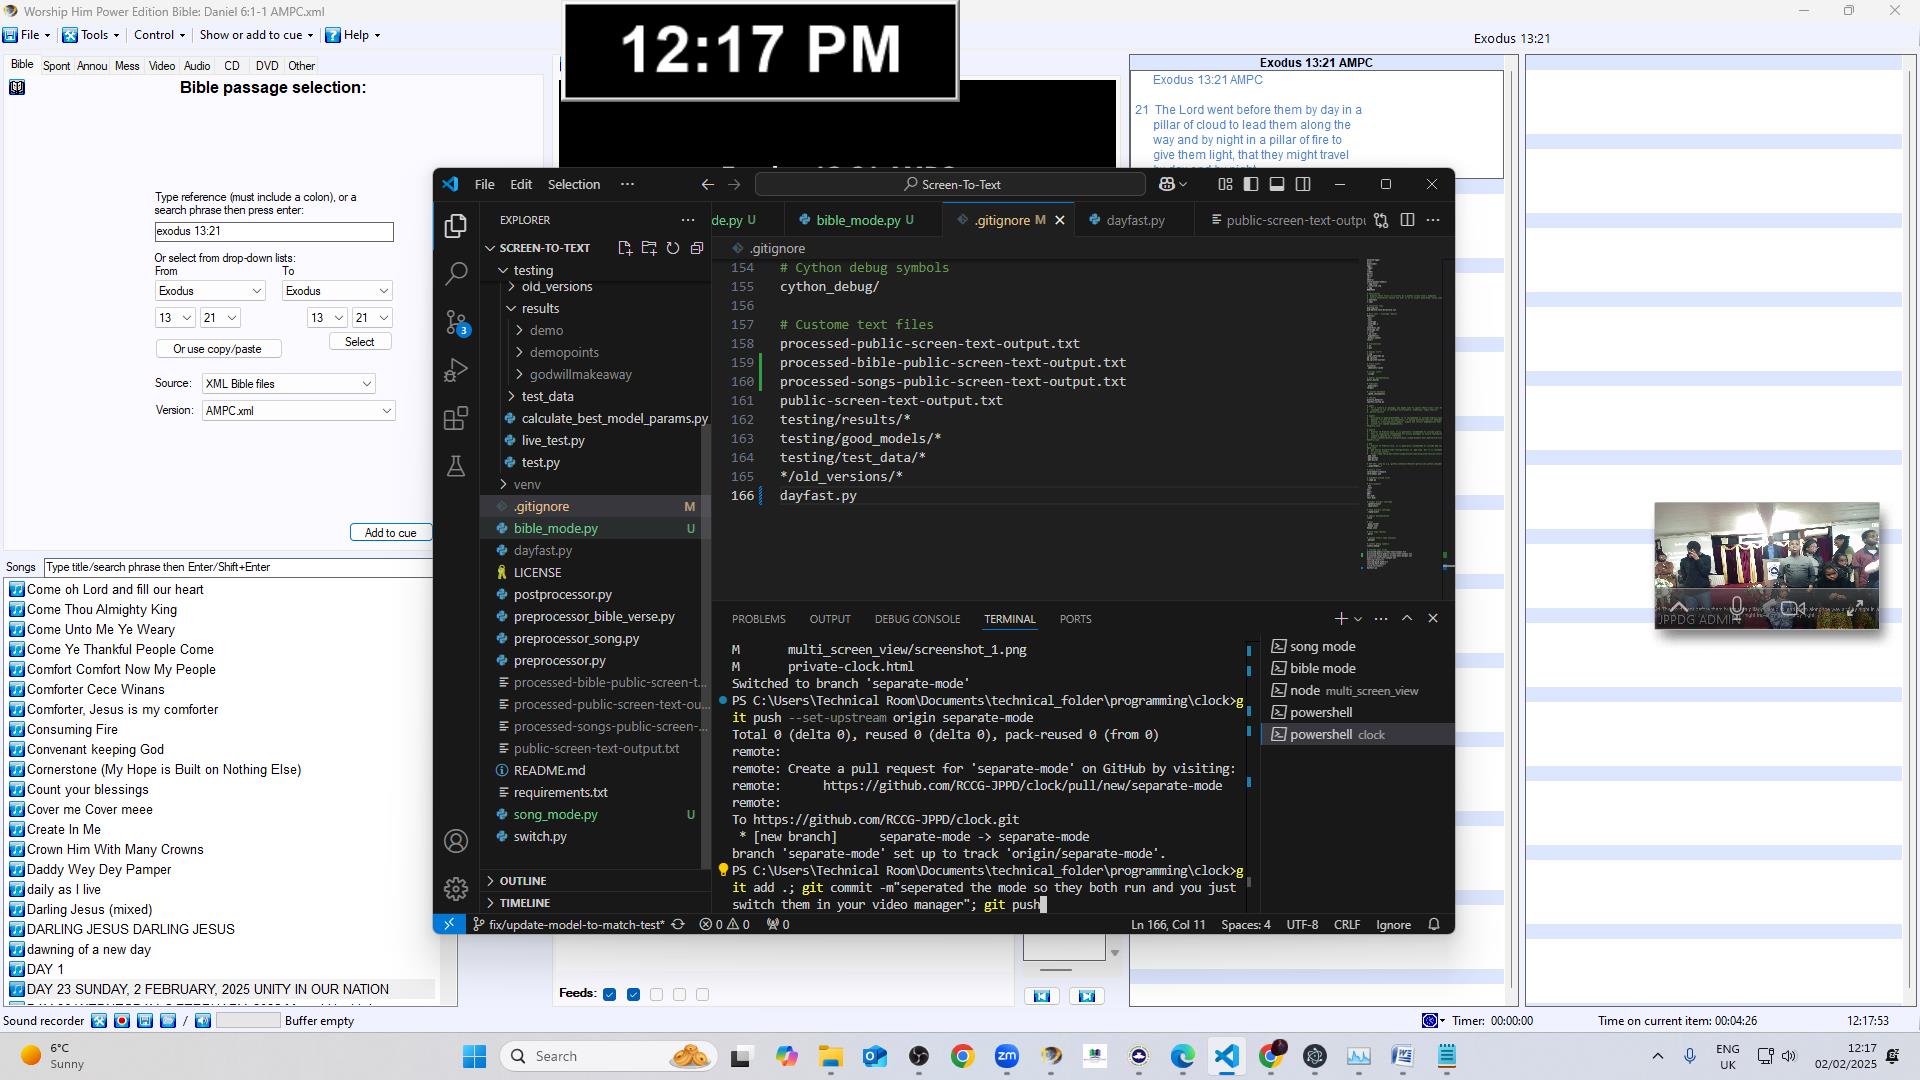 Worship Him Power Edition Bible: Daniel 6:1-1 AMPC.xml
File
Tools
Control
Show or add to cue
Help
12:17 PM
Exodus 13:21
Bible
Spont
Annou
Mess
Video
Audio
CD
DVD
Other
Bible passage selection:
Type reference (must include a colon), or a
search phrase then press enter:
exodus 13:21
Or select from drop-down lists:
From
To
Exodus
Exodus
13
21
13
21
Or use copy/paste
Select
Source:
XML Bible files
Version:
AMPC.xml
Add to cue
Exodus 13:21 AMPC
Exodus 13:21 AMPC
21 The Lord went before them by day in a
pillar of cloud to lead them along the
way and by night in a pillar of fire to
give them light, that they might travel
Songs
Type title/search phrase then Enter/Shift+Enter
Come oh Lord and fill our heart
Come Thou Almighty King
Come Unto Me Ye Weary
Come Ye Thankful People Come
Comfort Comfort Now My People
Comforter Cece Winans
Comforter, Jesus is my comforter
Consuming Fire
Convenant keeping God
Cornerstone (My Hope is Built on Nothing Else)
Count your blessings
Cover me Cover meee
Create In Me
Crown Him With Many Crowns
Daddy Wey Dey Pamper
daily as I live
Darling Jesus (mixed)
DARLING JESUS DARLING JESUS
dawning of a new day
DAY 1
DAY 23 SUNDAY, 2 FEBRUARY, 2025 UNITY IN OUR NATION
File
Edit
Selection
Screen-To-Text
EXPLORER
SCREEN-TO-TEXT
testing
old_versions
results
demo
demopoints
godwillmakeaway
test_data
calculate_best_model_params.py
live_test.py
test.py
venv
.gitignore M
bible_mode.py U
dayfast.py
LICENSE
postprocessor.py
preprocessor_bible_verse.py
preprocessor_song.py
preprocessor.py
processed-bible-public-screen-t...
processed-public-screen-text-ou...
processed-songs-public-screen-...
public-screen-text-output.txt
README.md
requirements.txt
song_mode.py U
switch.py
OUTLINE
TIMELINE
3
de.py U
bible_mode.py U
.gitignore M
dayfast.py
public-screen-text-outpu
.gitignore
154 # Cython debug symbols
155 cython_debug/
156
157 # Custome text files
158 processed-public-screen-text-output.txt
159 processed-bible-public-screen-text-output.txt
160 processed-songs-public-screen-text-output.txt
161 public-screen-text-output.txt
162 testing/results/*
163 testing/good_models/*
164 testing/test_data/*
165 */old_versions/*
166 dayfast.py
PROBLEMS
OUTPUT
DEBUG CONSOLE
TERMINAL
PORTS
M multi_screen_view/screenshot_1.png
M private-clock.html
Switched to branch 'separate-mode'
PS C:\Users\Technical Room\Documents\technical_folder\programming\clock>g
it push --set-upstream origin separate-mode
Total 0 (delta 0), reused 0 (delta 0), pack-reused 0 (from 0)
remote:
remote: Create a pull request for 'separate-mode' on GitHub by visiting:
remote: https://github.com/RCCG-JPPD/clock/pull/new/separate-mode
remote:
To https://github.com/RCCG-JPPD/clock.git
* [new branch] separate-mode -> separate-mode
branch 'separate-mode' set up to track 'origin/separate-mode'.
PS C:\Users\Technical Room\Documents\technical_folder\programming\clock>g
it add .; git commit -m"seperated the mode so they both run and you just
switch them in your video manager"; git push
song mode
bible mode
node multi_screen_view
powershell
powershell clock
fix/update-model-to-match-test*
0
0
0
Ln 166, Col 11
Spaces: 4
UTF-8
CRLF
Ignore
JPPDG ADMIN
Feeds:
Sound recorder
/
Buffer empty
Timer: 00:00:00
Time on current item: 00:04:26
12:17:53
6°C
Sunny
Search
zm
ENG
UK
12:17
02/02/2025